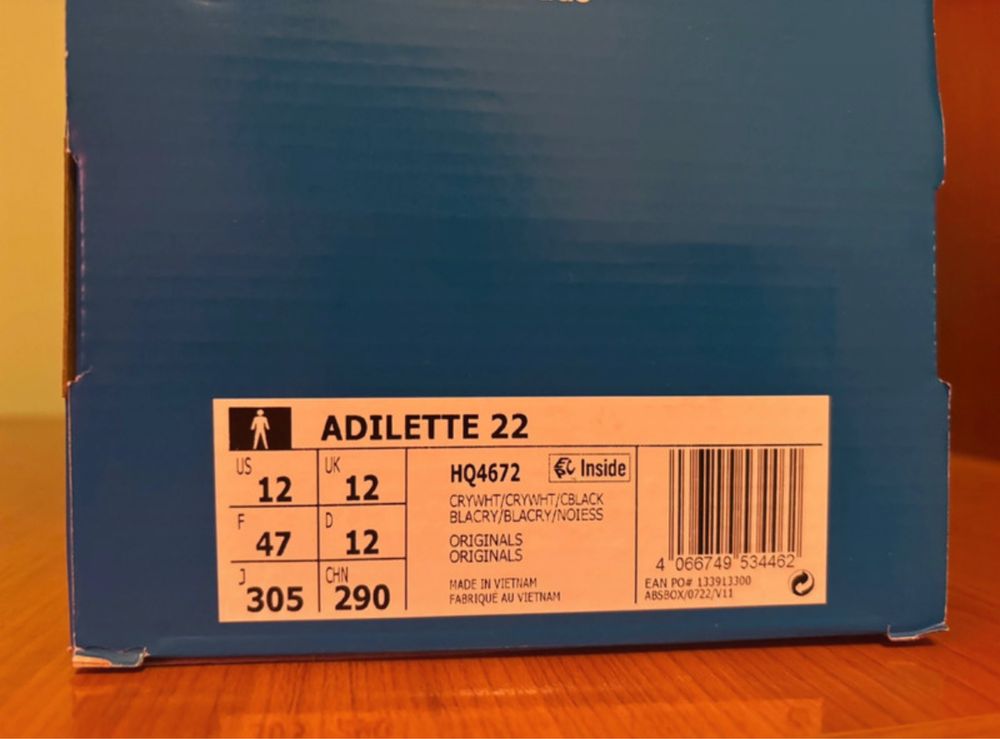 ADILETTE 22
US 12 UK 12
F 47 D 12
J 305 CHN 290
HQ4672 Inside
CRYWHT/CRYWHT/CBLACK
BLACRY/BLACRY/NOIESS
ORIGINALS
ORIGINALS
MADE IN VIETNAM
FABRIQUE AU VIETNAM
4 066749 534462
EAN PO# 133913300
ABSBOX/0722/V11